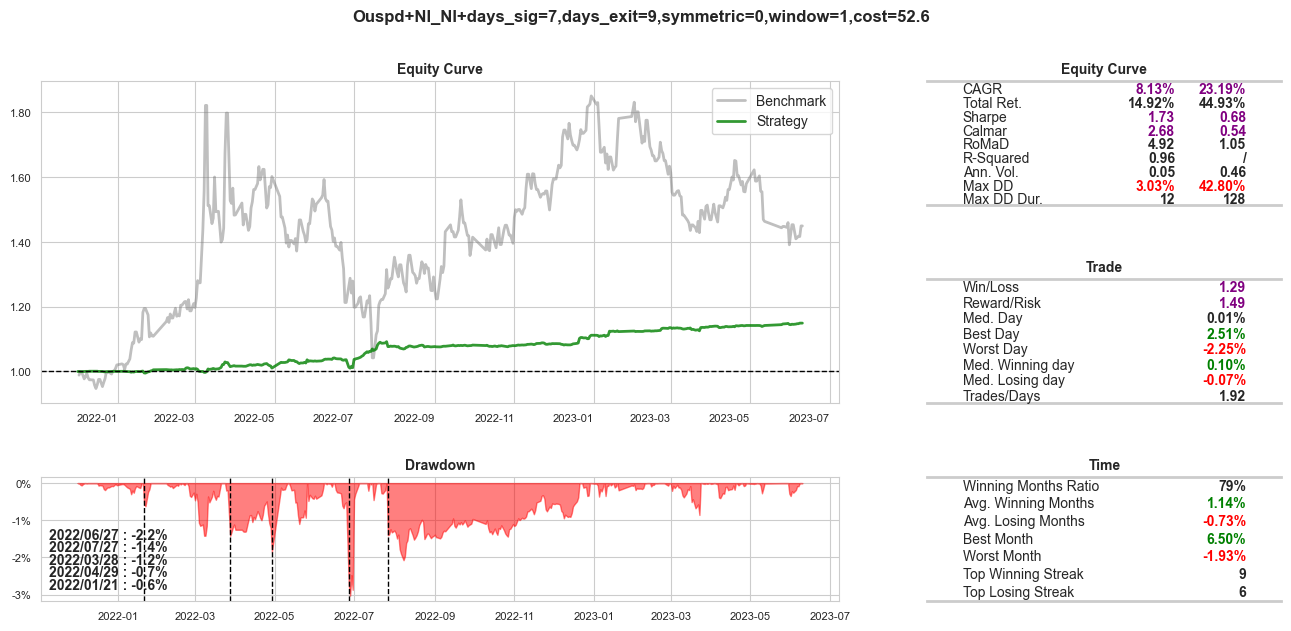 Ouspd+NI_NI+days_sig=7,days_exit=9,symmetric=0,window=1,cost=52.6
Equity Curve
1.80
1.60
1.40
1.20
1.00
Benchmark
Strategy
2022-01 2022-03 2022-05 2022-07 2022-09 2022-11 2023-01 2023-03 2023-05 2023-07
Equity Curve
CAGR 8.13% 23.19%
Total Ret. 14.92% 44.93%
Sharpe 1.73 0.68
Calmar 2.68 0.54
RoMaD 4.92 1.05
R-Squared 0.96 /
Ann. Vol. 0.05 0.46
Max DD 3.03% 42.80%
Max DD Dur. 12 128
Trade
Win/Loss 1.29
Reward/Risk 1.49
Med. Day 0.01%
Best Day 2.51%
Worst Day -2.25%
Med. Winning day 0.10%
Med. Losing day -0.07%
Trades/Days 1.92
Drawdown
0%
-1%
-2%
-3%
2022/06/27 : -2.2%
2022/07/27 : -1.4%
2022/03/28 : -1.2%
2022/04/29 : -0.7%
2022/01/21 : -0.6%
2022-01 2022-03 2022-05 2022-07 2022-09 2022-11 2023-01 2023-03 2023-05 2023-07
Time
Winning Months Ratio 79%
Avg. Winning Months 1.14%
Avg. Losing Months -0.73%
Best Month 6.50%
Worst Month -1.93%
Top Winning Streak 9
Top Losing Streak 6